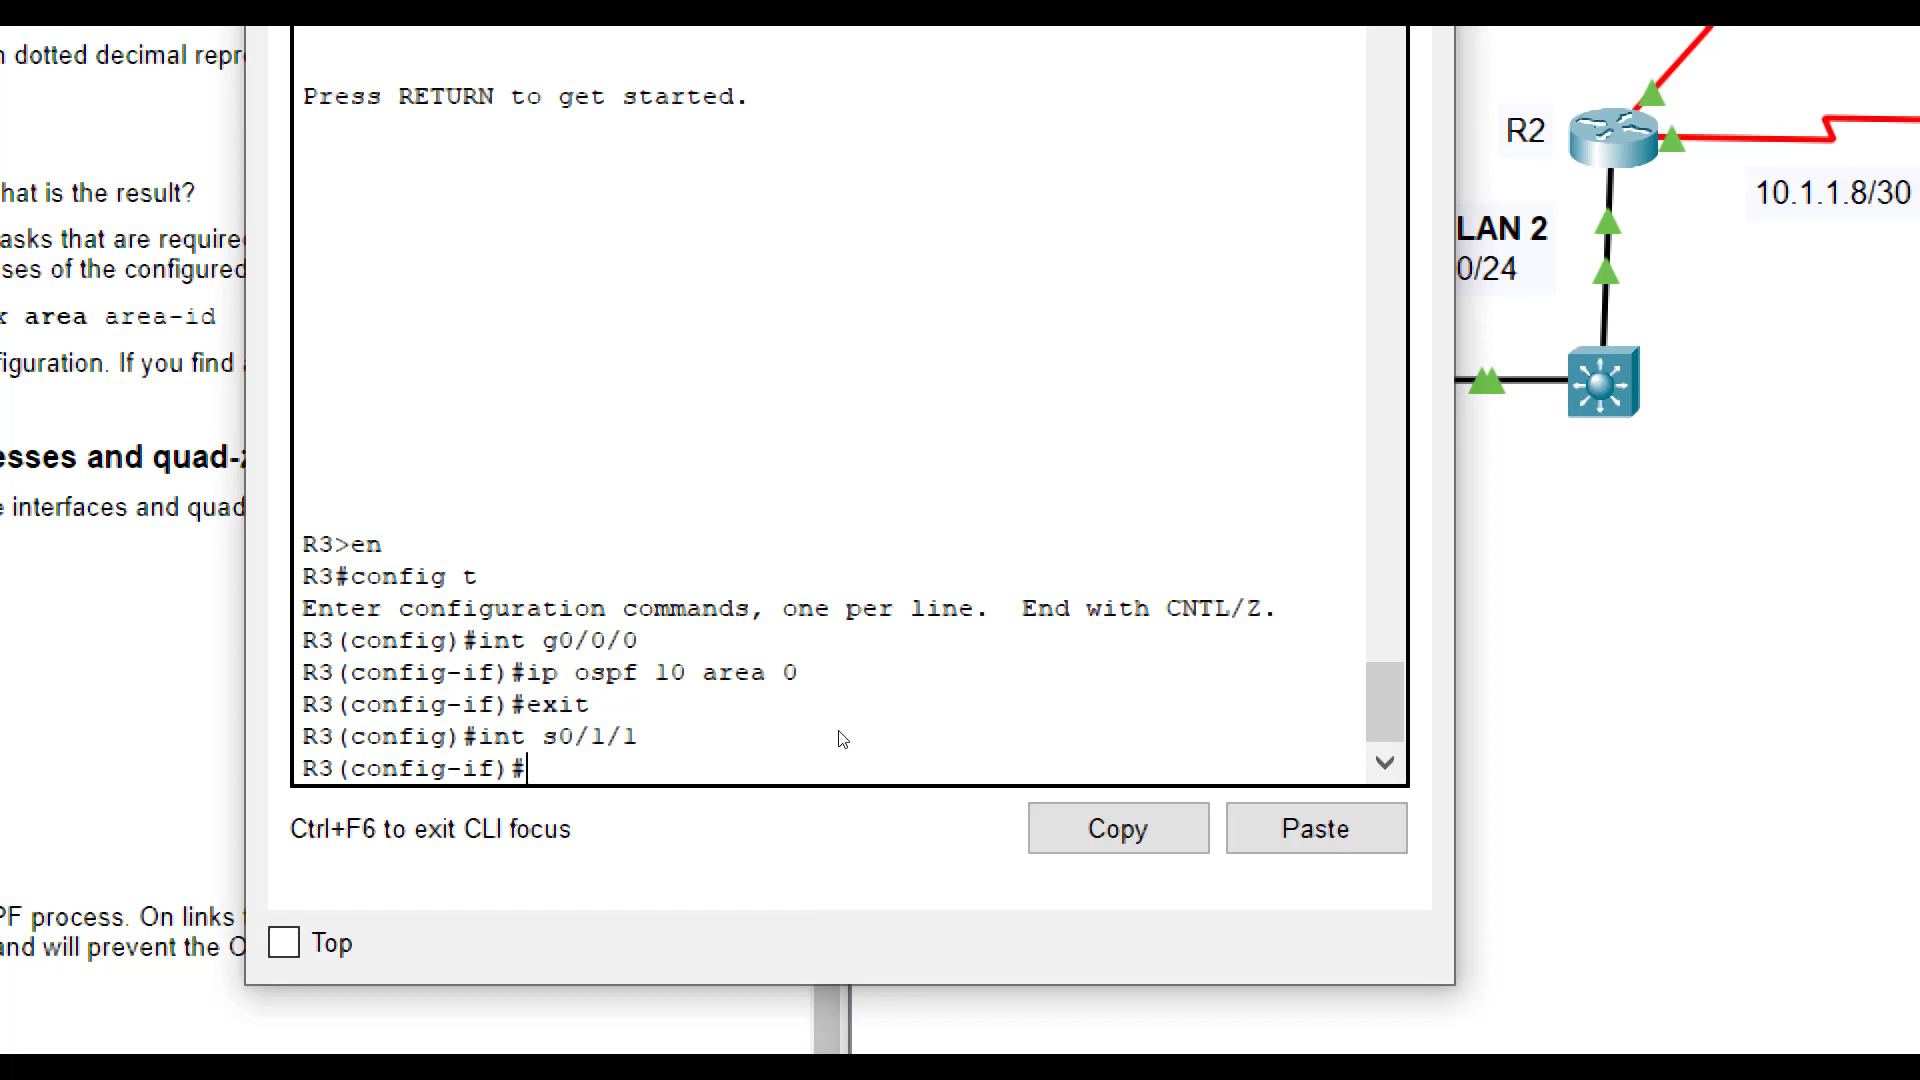 n dotted decimal repr
hat is the result?
asks that are require
ses of the configured
area area-id
figuration. If you find
esses and quad-
e interfaces and quad
PF process. On links
and will prevent the O
Press RETURN to get started.
R3>en
R3#config t
Enter configuration commands, one per line.  End with CNTL/Z.
R3(config)#int g0/0/0
R3(config-if)#ip ospf 10 area 0
R3(config-if)#exit
R3(config)#int s0/1/1
R3(config-if)#
Ctrl+F6 to exit CLI focus
Copy
Paste
Top
R2
10.1.1.8/30
LAN 2
0/24